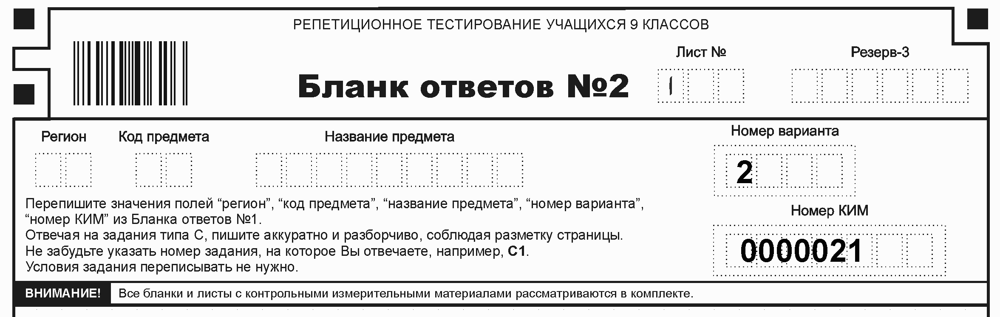 РЕПЕТИЦИОННОЕ ТЕСТИРОВАНИЕ УЧАЩИХСЯ 9 КЛАССОВ
Лист №
Резерв-3
Бланк ответов №2
1
Регион
Код предмета
Название предмета
Номер варианта
2
Перепишите значения полей “регион”, “код предмета”, “название предмета”, “номер варианта”,
“номер КИМ” из Бланка ответов №1.
Номер КИМ
Отвечая на задания типа С, пишите аккуратно и разборчиво, соблюдая разметку страницы.
Не забудьте указать номер задания, на которое Вы отвечаете, например, С1.
0000021
Условия задания переписывать не нужно.
ВНИМАНИЕ!
Все бланки и листы с контрольными измерительными материалами рассматриваются в комплекте.